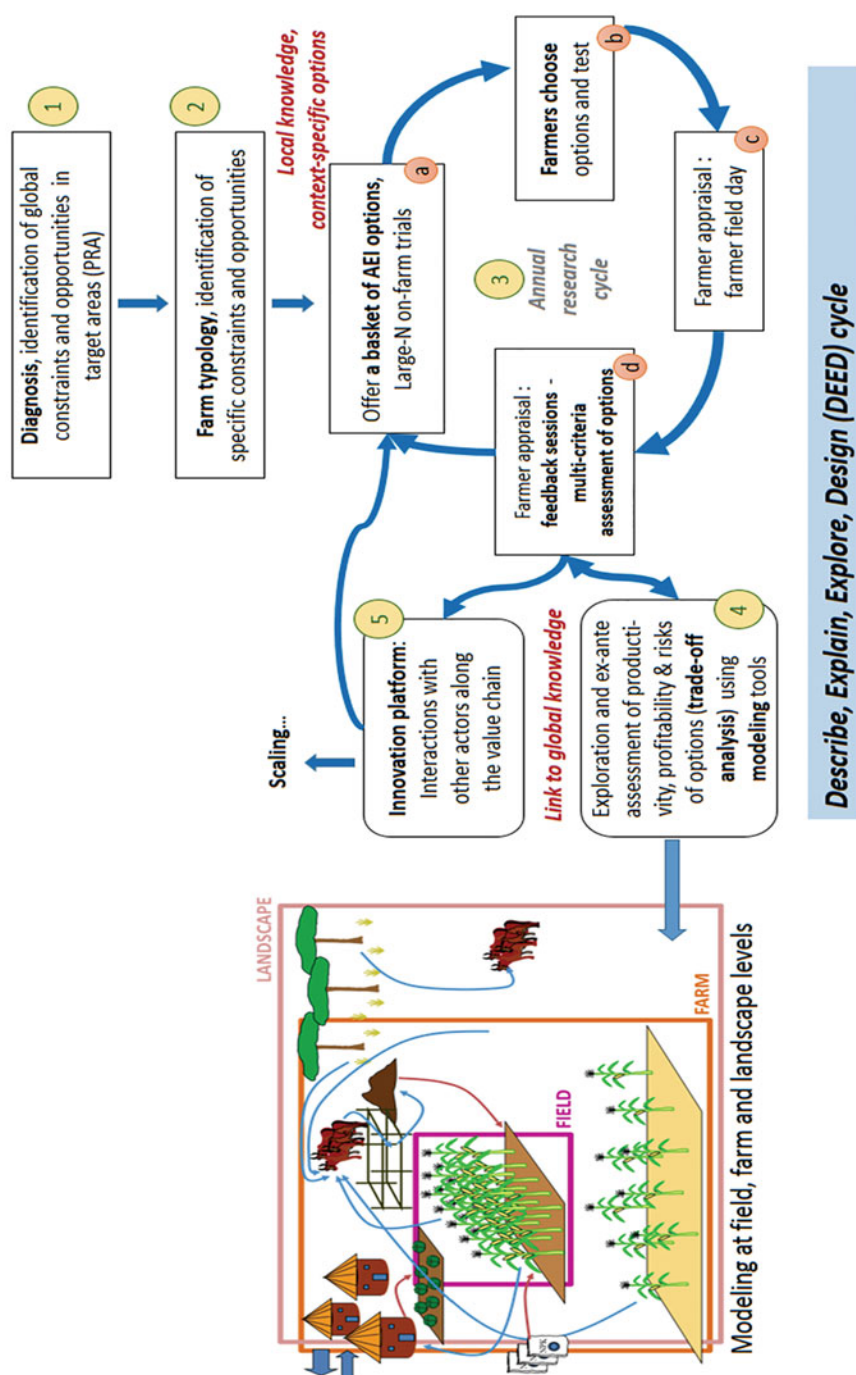 1
Diagnosis, identification of global
constraints and opportunities in
target areas (PRA)
2
Farm typology, identification of
specific constraints and opportunities
Local knowledge,
context-specific options
Offer a basket of AEI options,
Large-N on-farm trials
a
Farmers choose
options and test
b
3
Annual
research
cycle
Farmer appraisal :
farmer field day
c
Farmer appraisal :
feedback sessions -
multi-criteria
assessment of options
d
Scaling...
5
Innovation platform:
Interactions with
other actors along
the value chain
Link to global knowledge
4
Exploration and ex-ante
assessment of producti-
vity, profitability & risks
of options (trade-off
analysis) using
modeling tools
LANDSCAPE
FARM
FIELD
NPK
Modeling at field, farm and landscape levels
Describe, Explain, Explore, Design (DEED) cycle